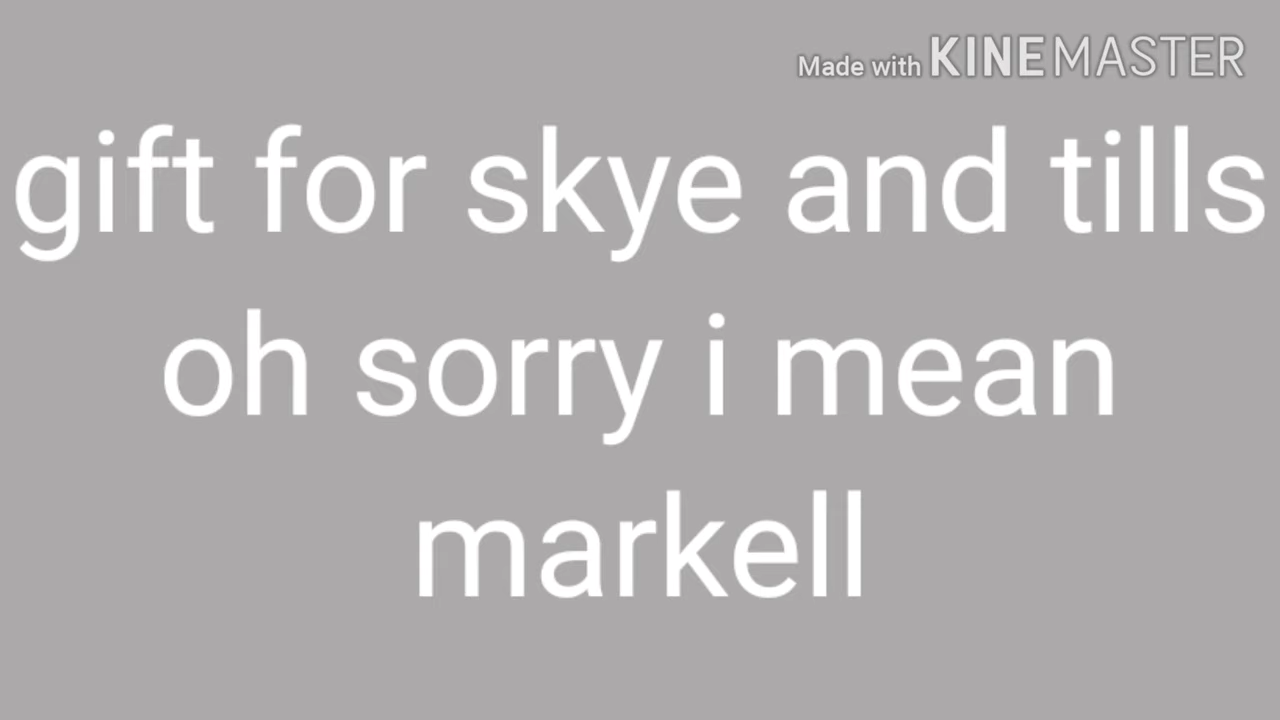 Made with KINEMASTER
gift for skye and tills
oh sorry i mean
markell